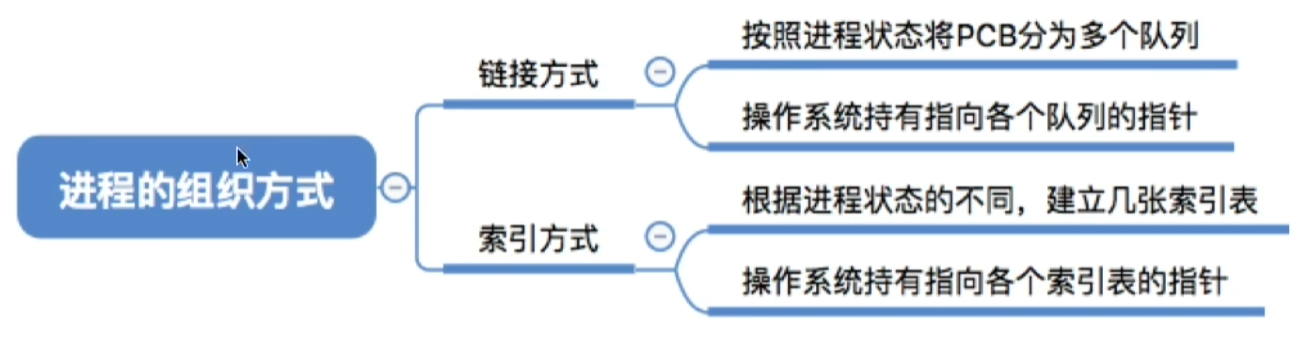 进程的组织方式
链接方式
按照进程状态将PCB分为多个队列
操作系统持有指向各个队列的指针
索引方式
根据进程状态的不同，建立几张索引表
操作系统持有指向各个索引表的指针